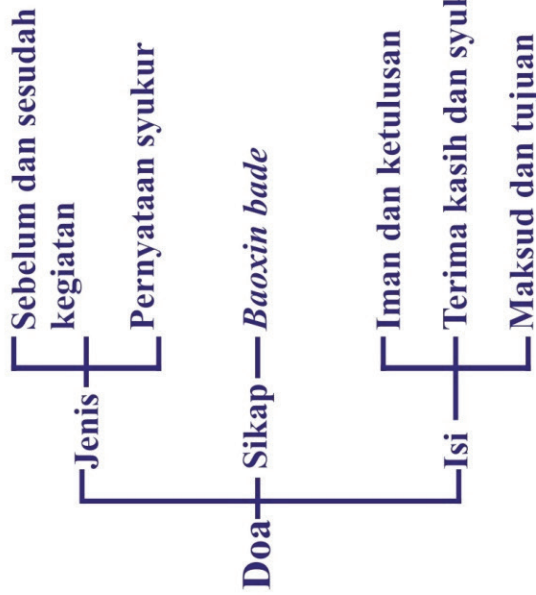 Doa
Jenis
Sebelum dan sesudah
kegiatan
Pernyataan syukur
Sikap
Baoxin bade
Isi
Iman dan ketulusan
Terima kasih dan syuk
Maksud dan tujuan